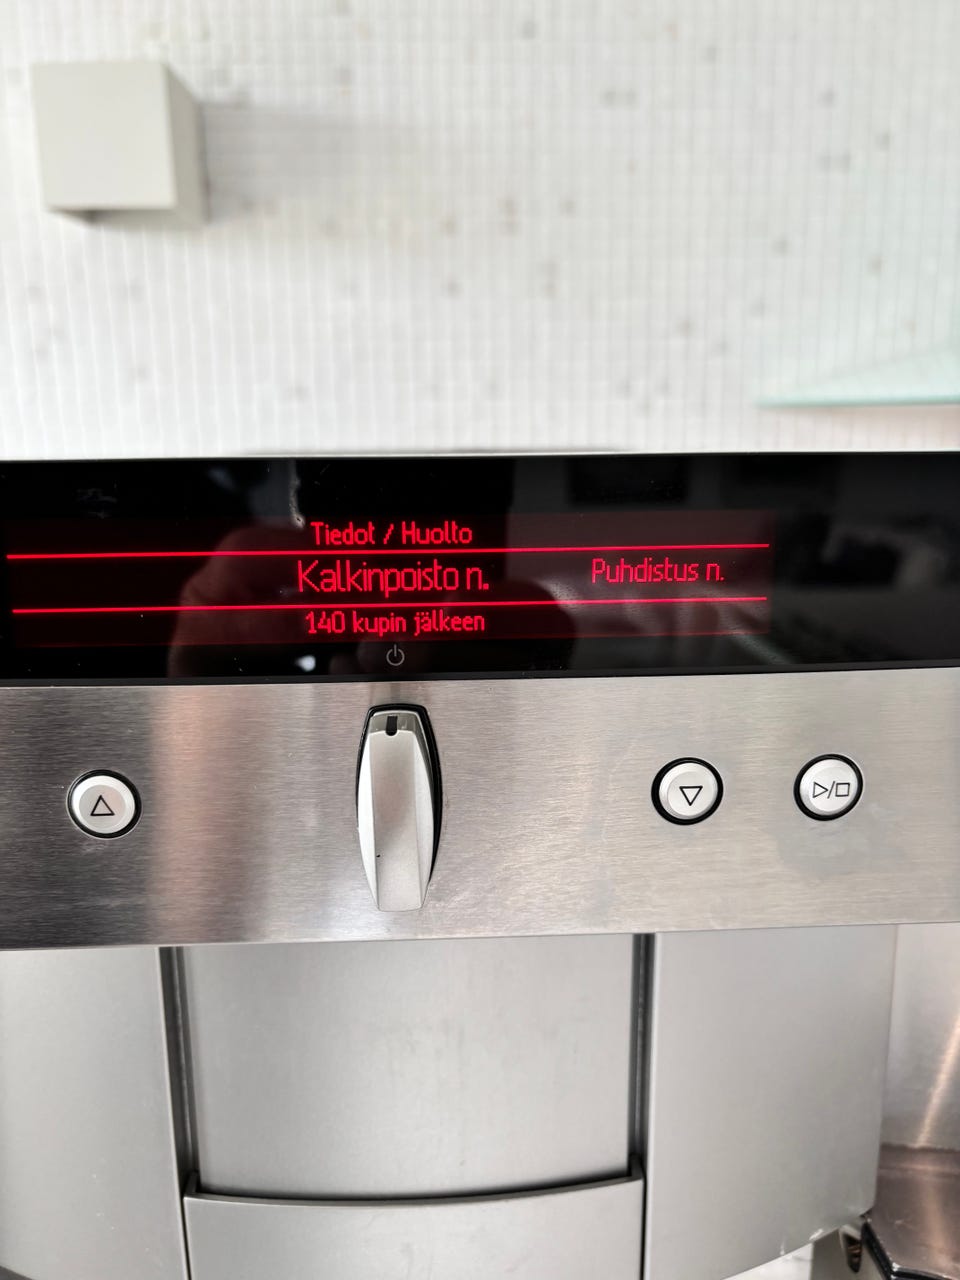 Tiedot / Huolto
Kalkinpoisto n. Puhdistus n.
140 kupin jälkeen